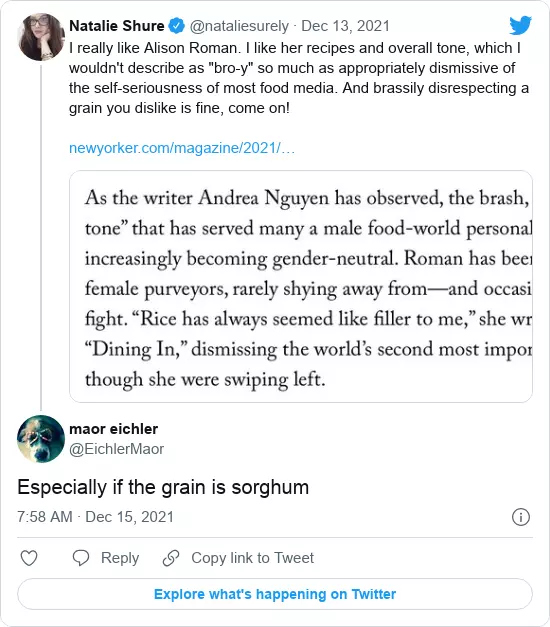 Natalie Shure @nataliesurely · Dec 13, 2021
I really like Alison Roman. I like her recipes and overall tone, which I
wouldn't describe as "bro-y" so much as appropriately dismissive of
the self-seriousness of most food media. And brassily disrespecting a
grain you dislike is fine, come on!
newyorker.com/magazine/2021/…
As the writer Andrea Nguyen has observed, the brash,
tone” that has served many a male food-world personal
increasingly becoming gender-neutral. Roman has bee
female purveyors, rarely shying away from—and occasi
fight. “Rice has always seemed like filler to me,” she wr
“Dining In,” dismissing the world’s second most impor
though she were swiping left.
maor eichler
@EichlerMaor
Especially if the grain is sorghum
7:58 AM · Dec 15, 2021
Reply Copy link to Tweet
Explore what's happening on Twitter